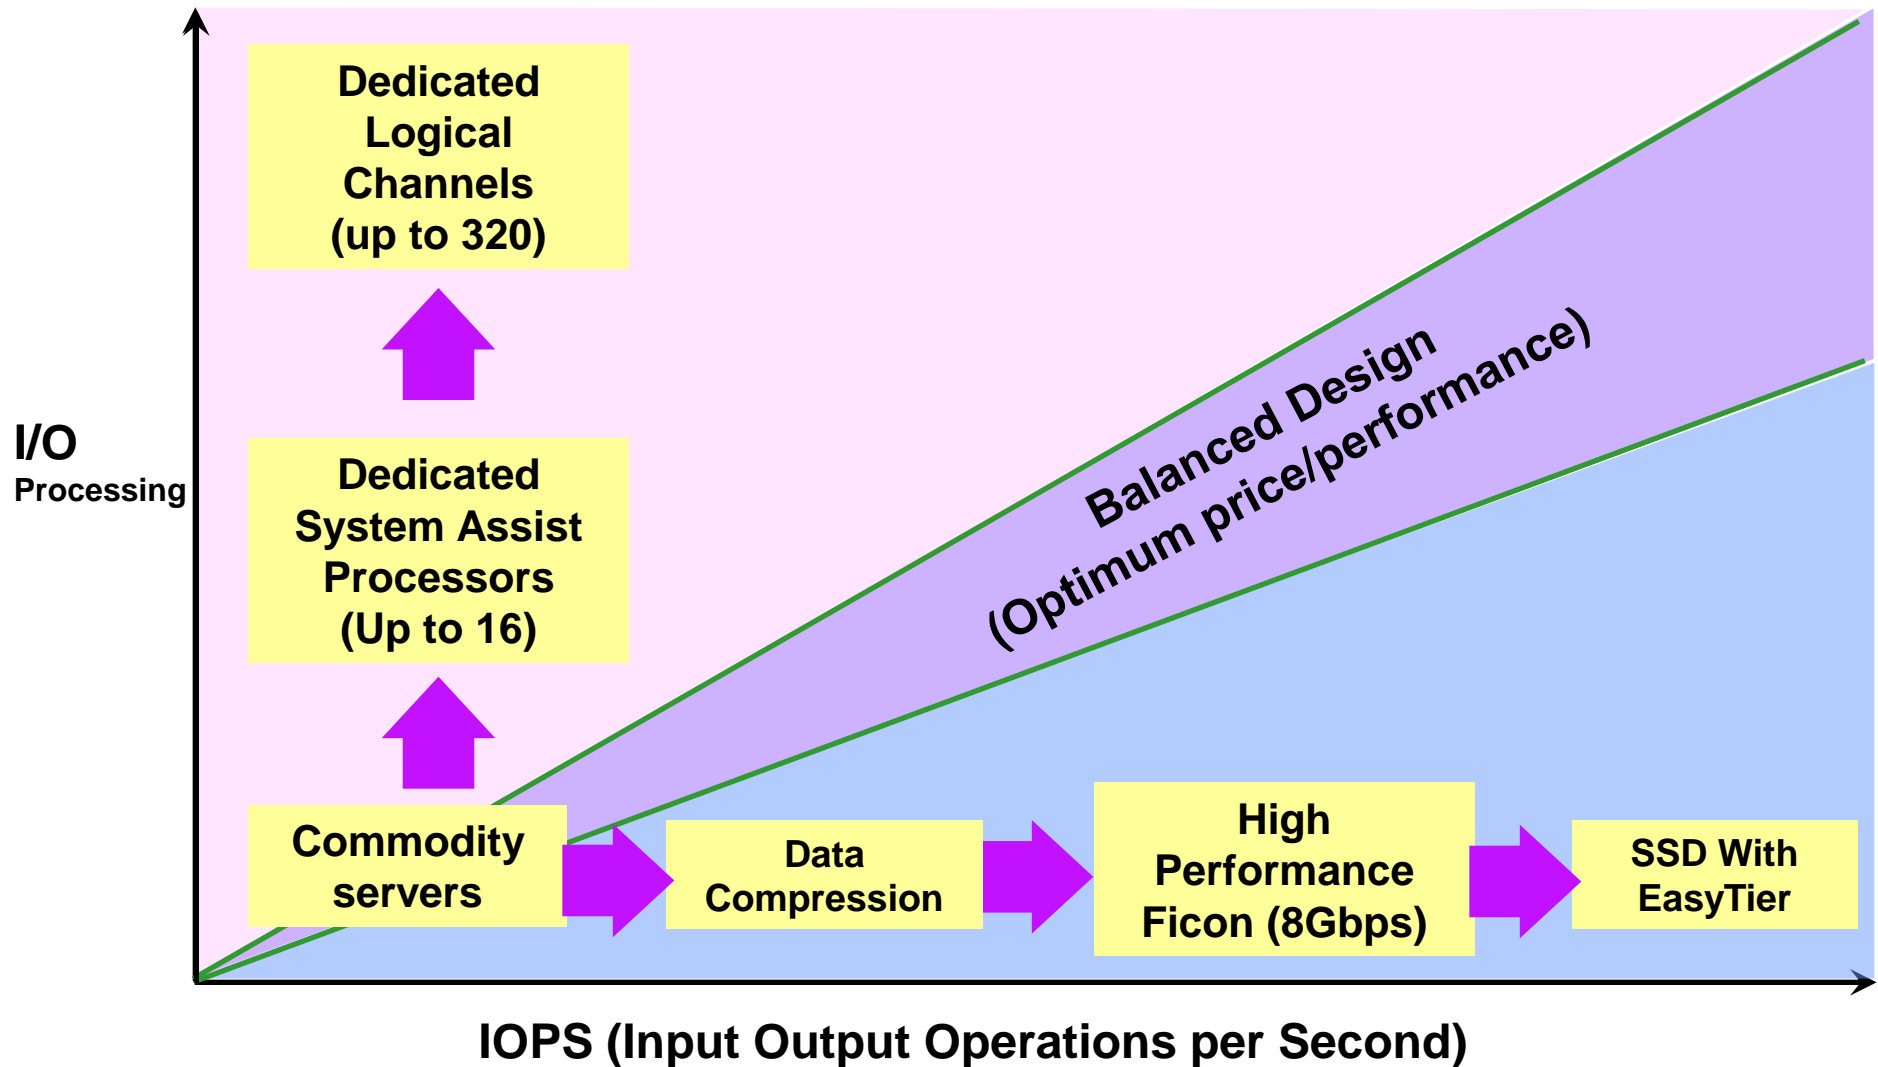 Dedicated
Logical
Channels
(up to 320)
I/O
Processing
Dedicated
System Assist
Processors
(Up to 16)
Balanced Design
(Optimum price/performance)
Commodity
servers
Data
Compression
High
Performance
Ficon (8Gbps)
SSD With
EasyTier
IOPS (Input Output Operations per Second)